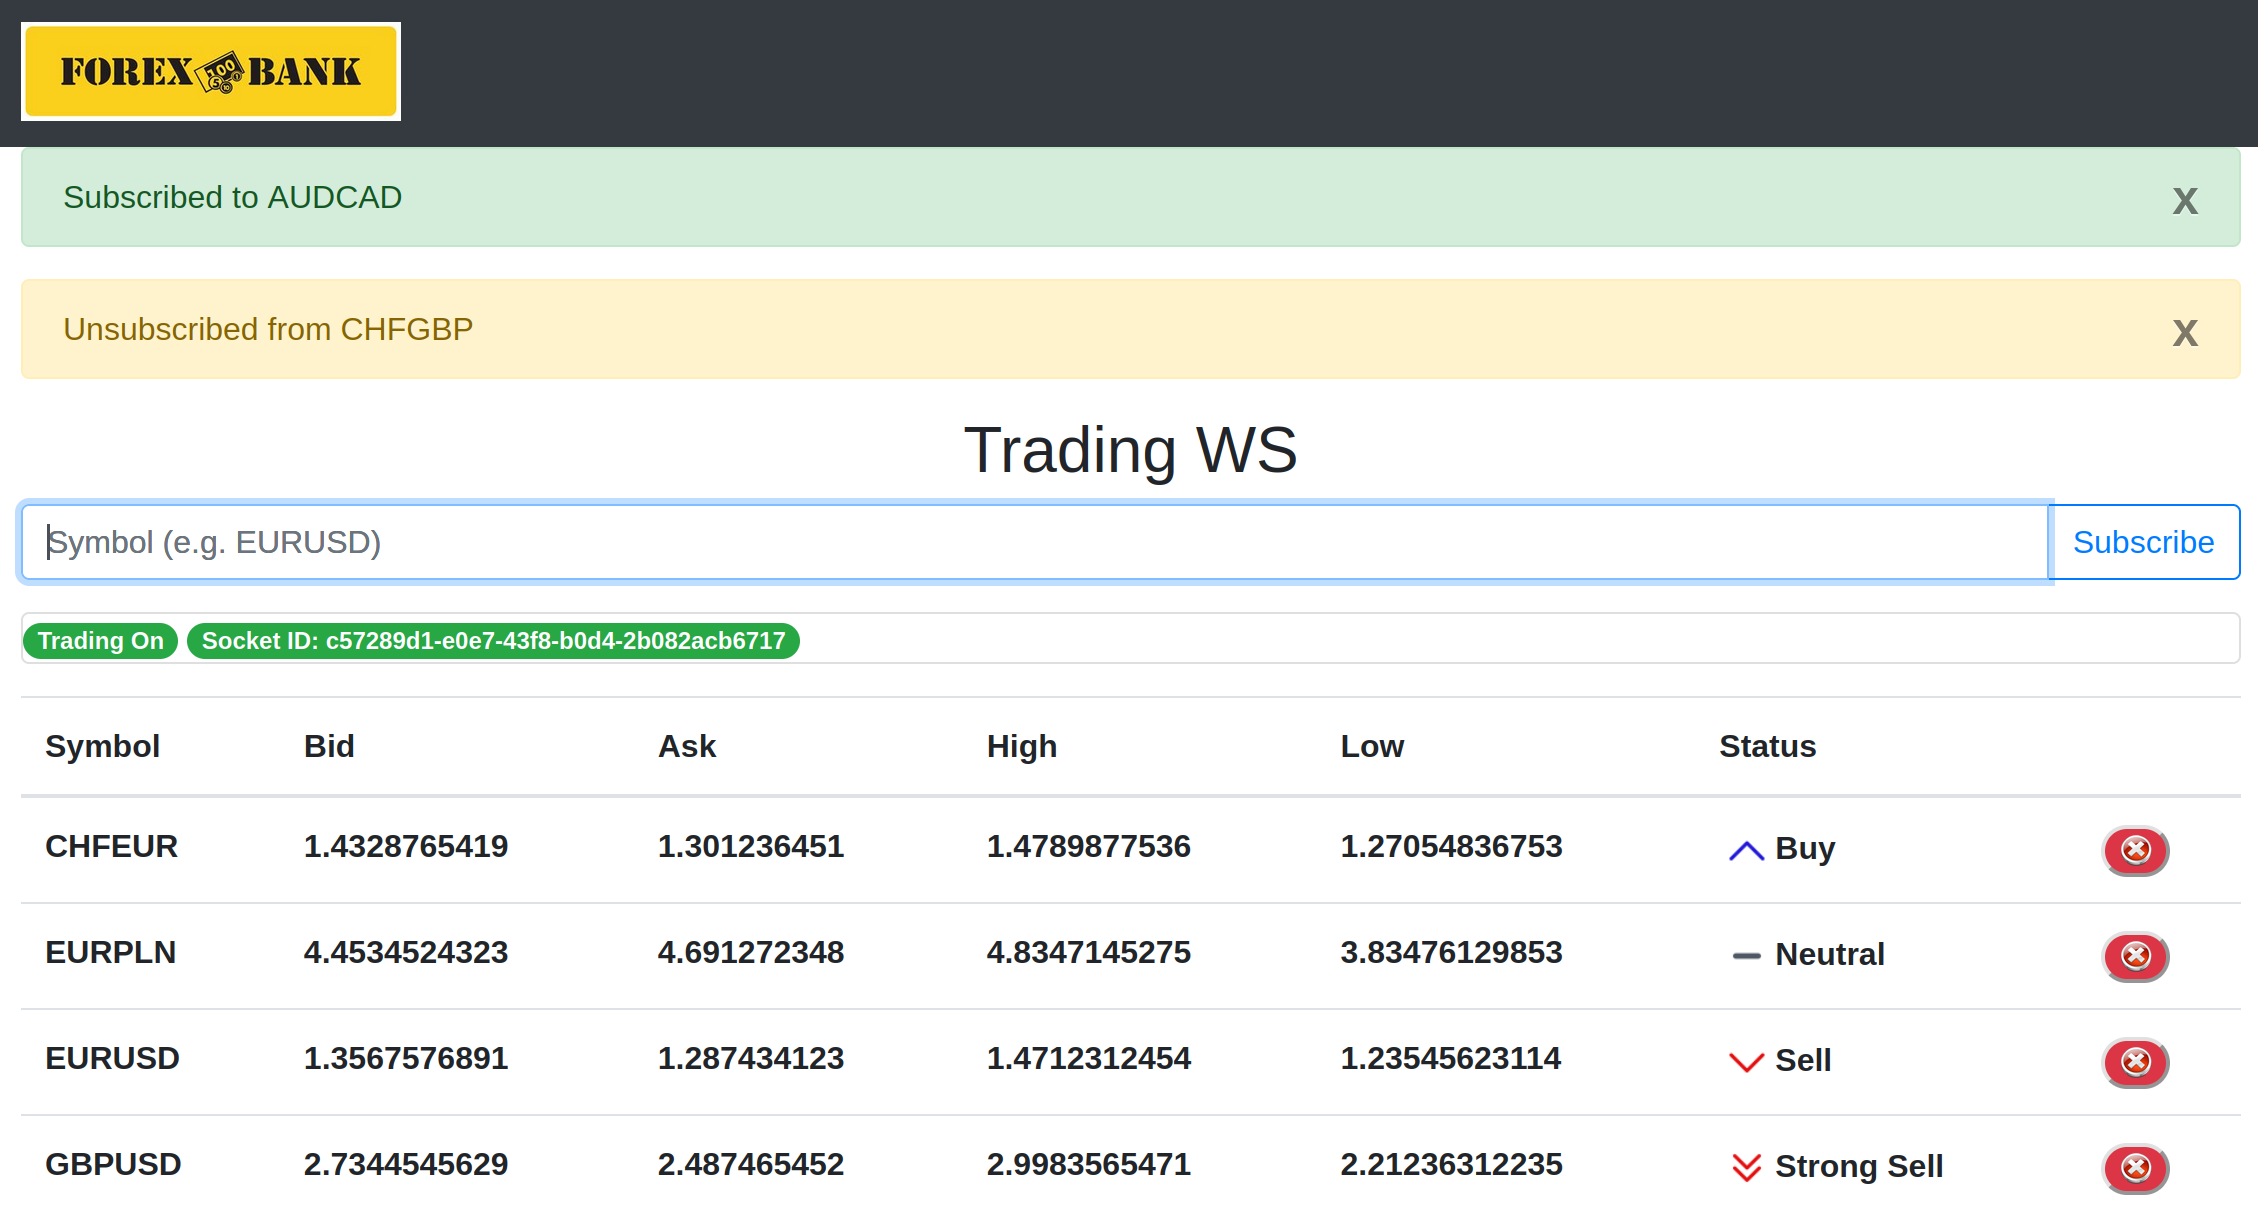 FOREX BANK
Subscribed to AUDCAD x
Unsubscribed from CHFGBP x
Trading WS
Symbol (e.g. EURUSD) Subscribe
Trading On Socket ID: c57289d1-e0e7-43f8-b0d4-2b082acb6717
Symbol Bid Ask High Low Status
CHFEUR 1.4328765419 1.301236451 1.4789877536 1.27054836753 Buy
EURPLN 4.4534524323 4.691272348 4.8347145275 3.83476129853 Neutral
EURUSD 1.3567576891 1.287434123 1.4712312454 1.23545623114 Sell
GBPUSD 2.7344545629 2.487465452 2.9983565471 2.21236312235 Strong Sell